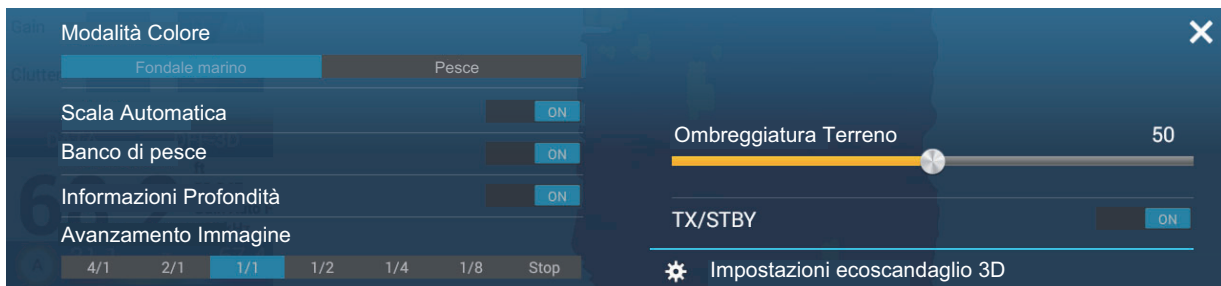 Modalità Colore
Fondale marino Pesce
Scala Automatica ON
Banco di pesce ON
Informazioni Profondità ON
Avanzamento Immagine
4/1 2/1 1/1 1/2 1/4 1/8 Stop
Ombreggiatura Terreno 50
TX/STBY ON
Impostazioni ecoscandaglio 3D
Gain
Clutter